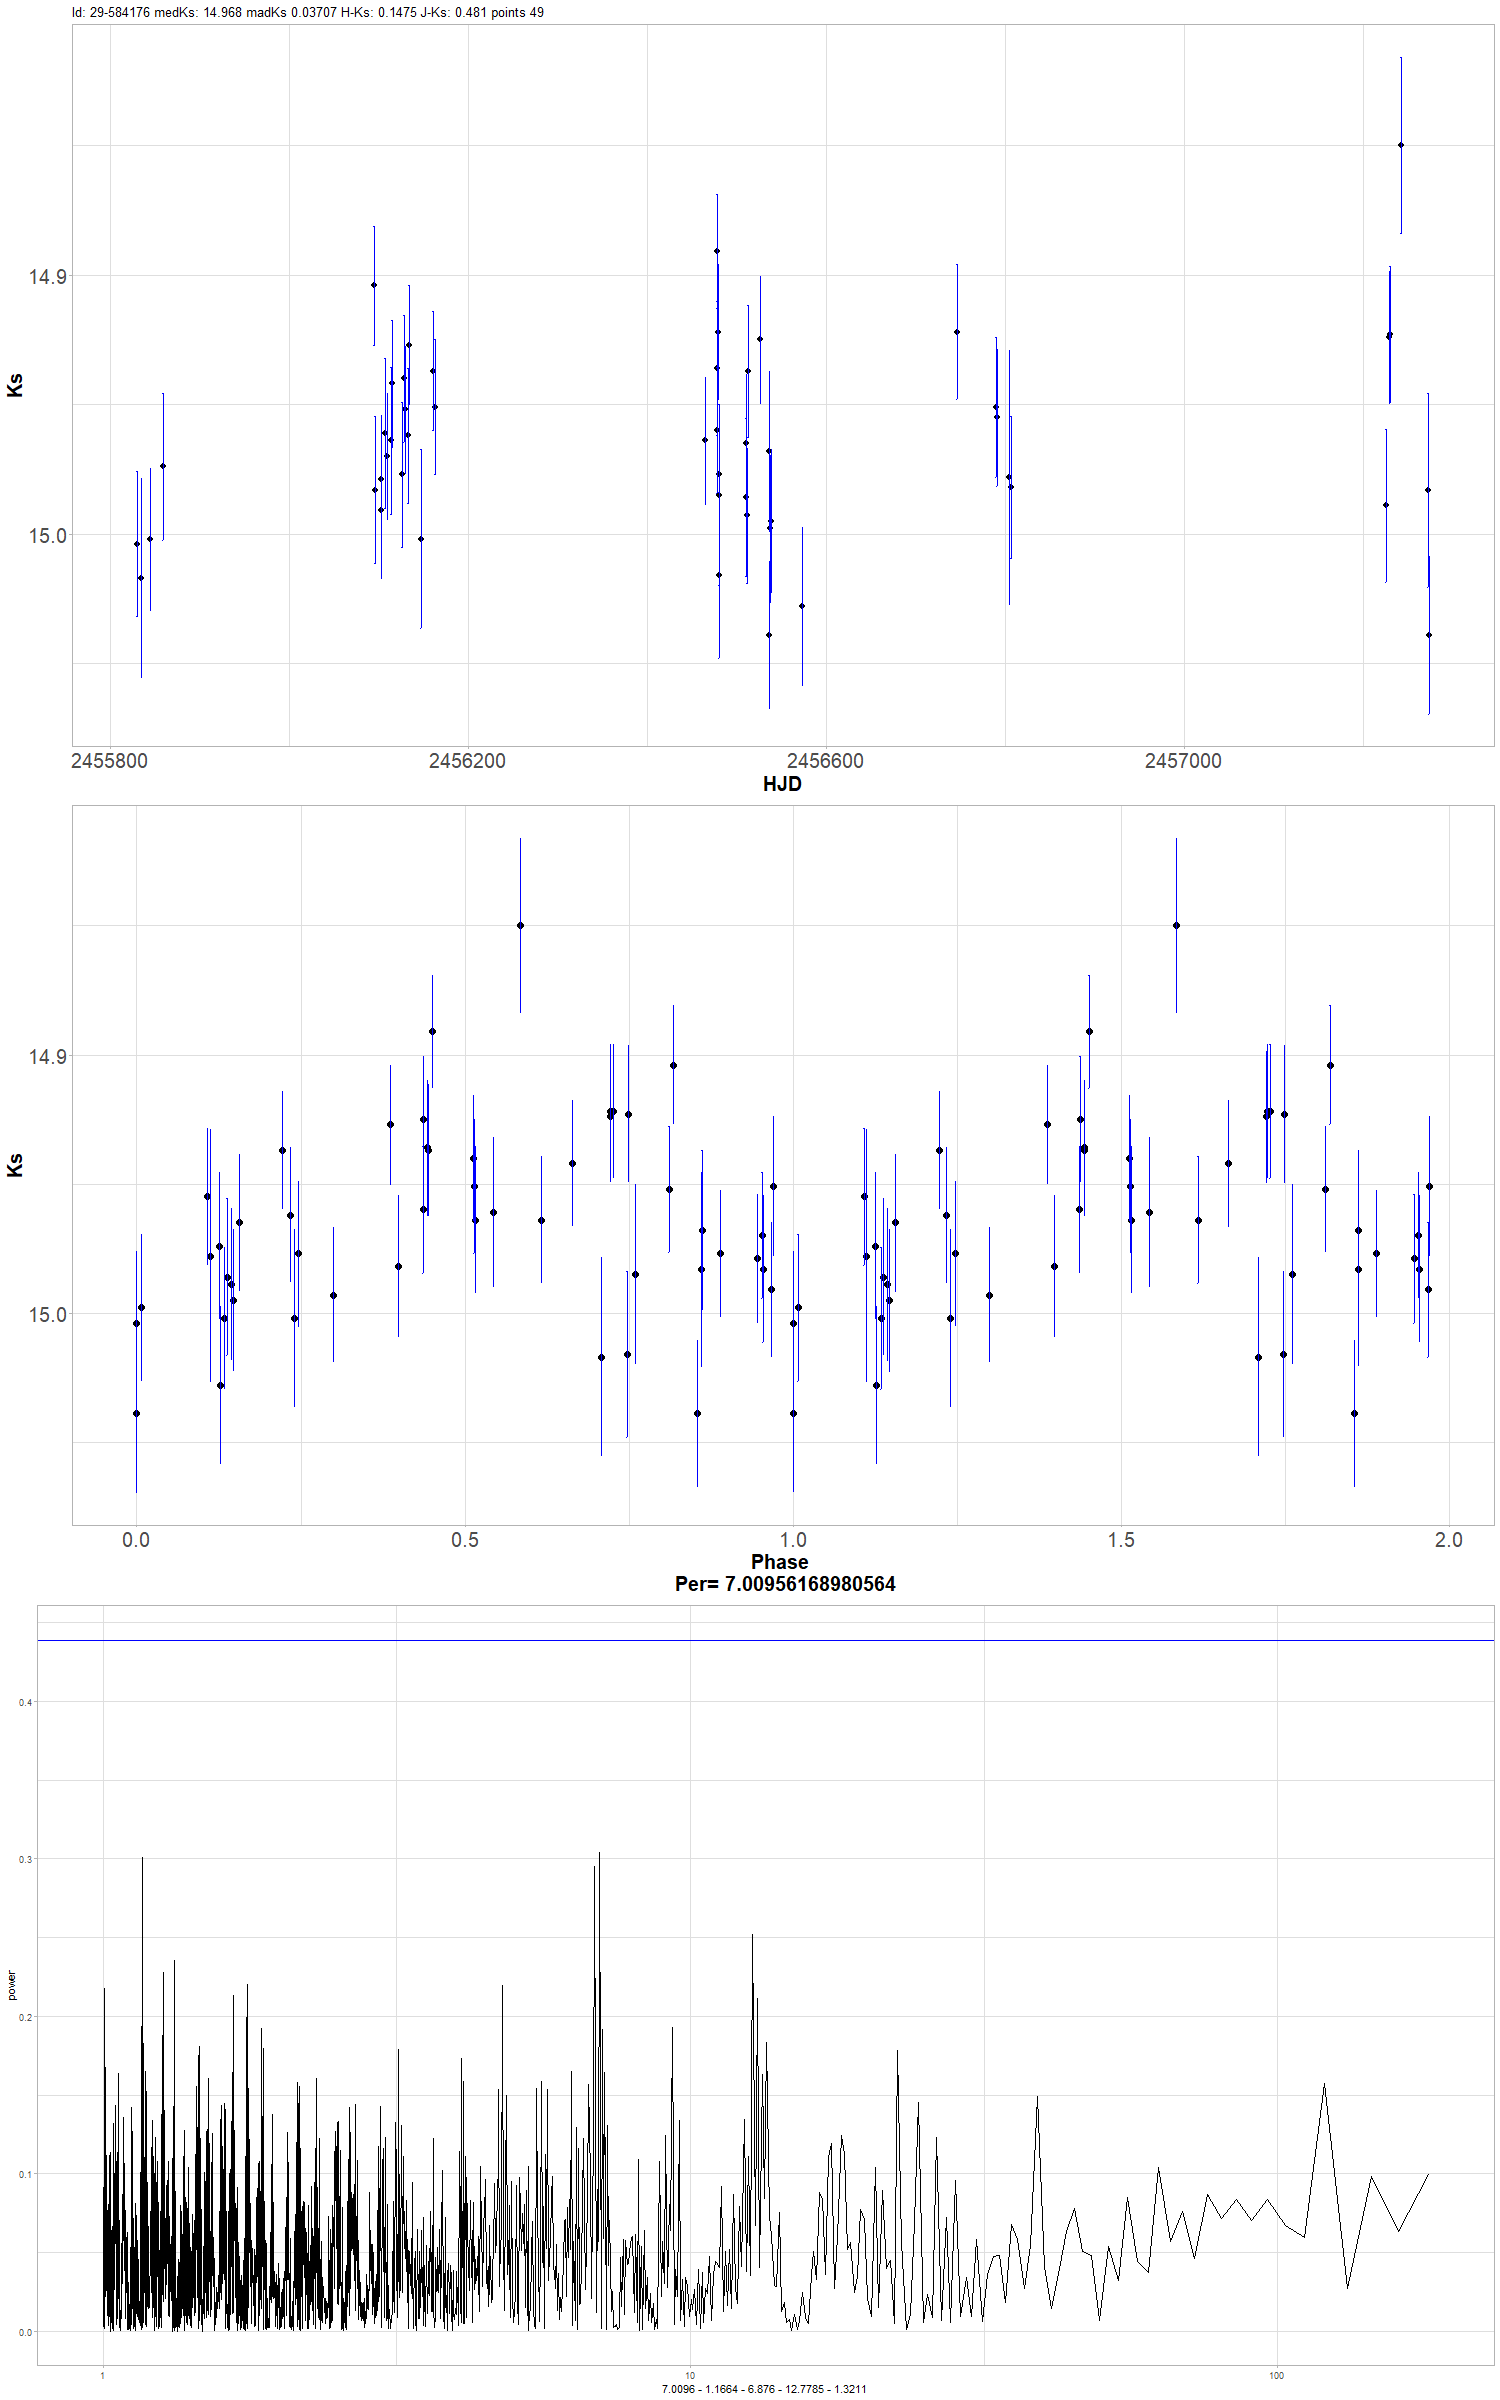 Id: 29-584176 medKs: 14.968 madKs 0.03707 H-Ks: 0.1475 J-Ks: 0.481 points 49
14.9
Ks
15.0
2455800 2456200 2456600 2457000
HJD
14.9
Ks
15.0
0.0 0.5 1.0 1.5 2.0
Phase
Per= 7.00956168980564
0.4
0.3
0.2
power
0.1
0.0
1 10 100
7.0096 - 1.1664 - 6.876 - 12.7785 - 1.3211